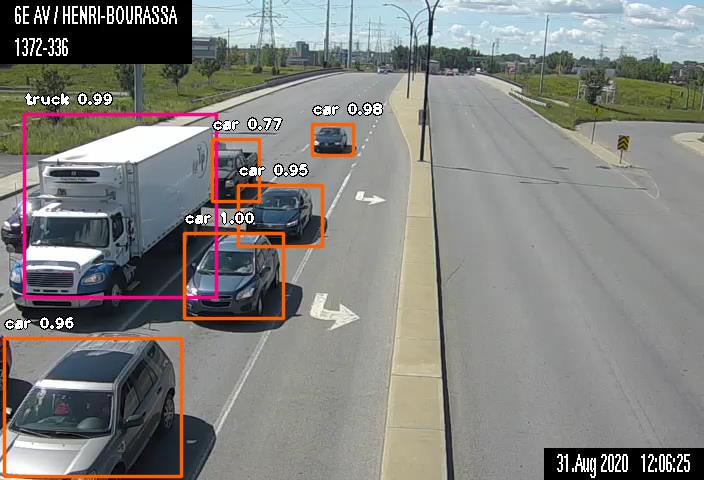 6E AV / HENRI-BOURASSA
1372-336
truck 0.99
car 0.77
car 0.98
car 0.95
car 1.00
car 0.96
31.Aug 2020 12:06:25